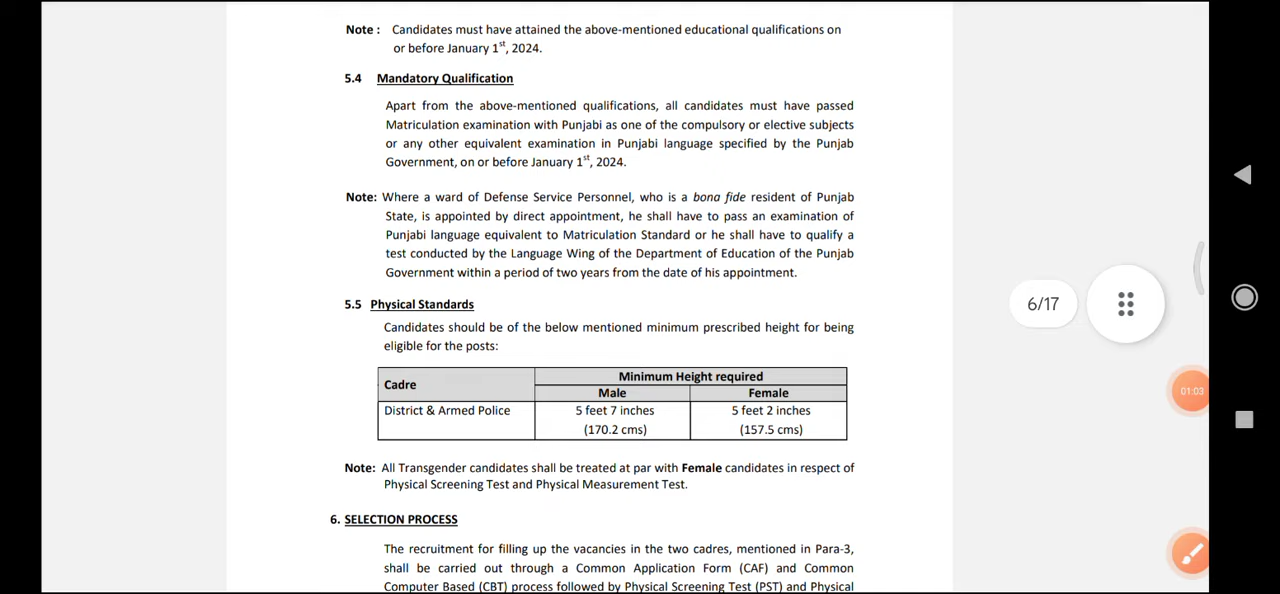 Note : Candidates must have attained the above-mentioned educational qualifications on
or before January 1st, 2024.
5.4 Mandatory Qualification
Apart from the above-mentioned qualifications, all candidates must have passed
Matriculation examination with Punjabi as one of the compulsory or elective subjects
or any other equivalent examination in Punjabi language specified by the Punjab
Government, on or before January 1st, 2024.
Note: Where a ward of Defense Service Personnel, who is a bona fide resident of Punjab
State, is appointed by direct appointment, he shall have to pass an examination of
Punjabi language equivalent to Matriculation Standard or he shall have to qualify a
test conducted by the Language Wing of the Department of Education of the Punjab
Government within a period of two years from the date of his appointment.
5.5 Physical Standards
Candidates should be of the below mentioned minimum prescribed height for being
eligible for the posts:
Cadre
Minimum Height required
Male Female
District & Armed Police 5 feet 7 inches 5 feet 2 inches
(170.2 cms) (157.5 cms)
Note: All Transgender candidates shall be treated at par with Female candidates in respect of
Physical Screening Test and Physical Measurement Test.
6. SELECTION PROCESS
The recruitment for filling up the vacancies in the two cadres, mentioned in Para-3,
shall be carried out through a Common Application Form (CAF) and Common
Computer Based (CBT) process followed by Physical Screening Test (PST) and Physical
6/17
01:03